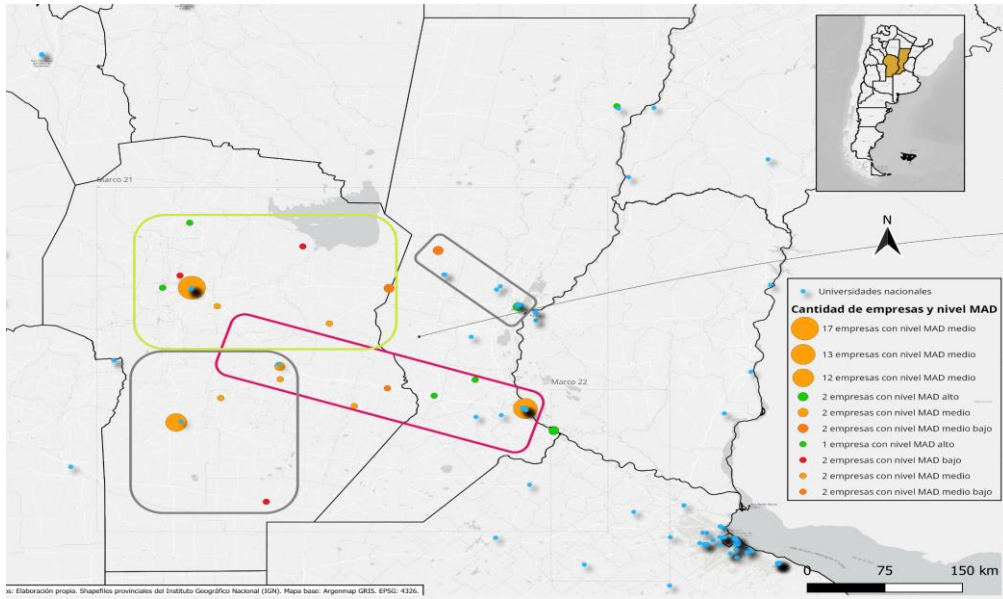 Marco 21
Marco 22
N
Universidades nacionales
Cantidad de empresas y nivel MAD
17 empresas con nivel MAD medio
13 empresas con nivel MAD medio
12 empresas con nivel MAD medio
2 empresas con nivel MAD alto
2 empresas con nivel MAD medio
2 empresas con nivel MAD medio bajo
1 empresa con nivel MAD alto
2 empresas con nivel MAD bajo
2 empresas con nivel MAD medio
2 empresas con nivel MAD medio bajo
0 75 150 km
os: Elaboración propia. Shapefiles provinciales del Instituto Geográfico Nacional (IGN). Mapa base: Argenmap GRIS. EPSG: 4326.